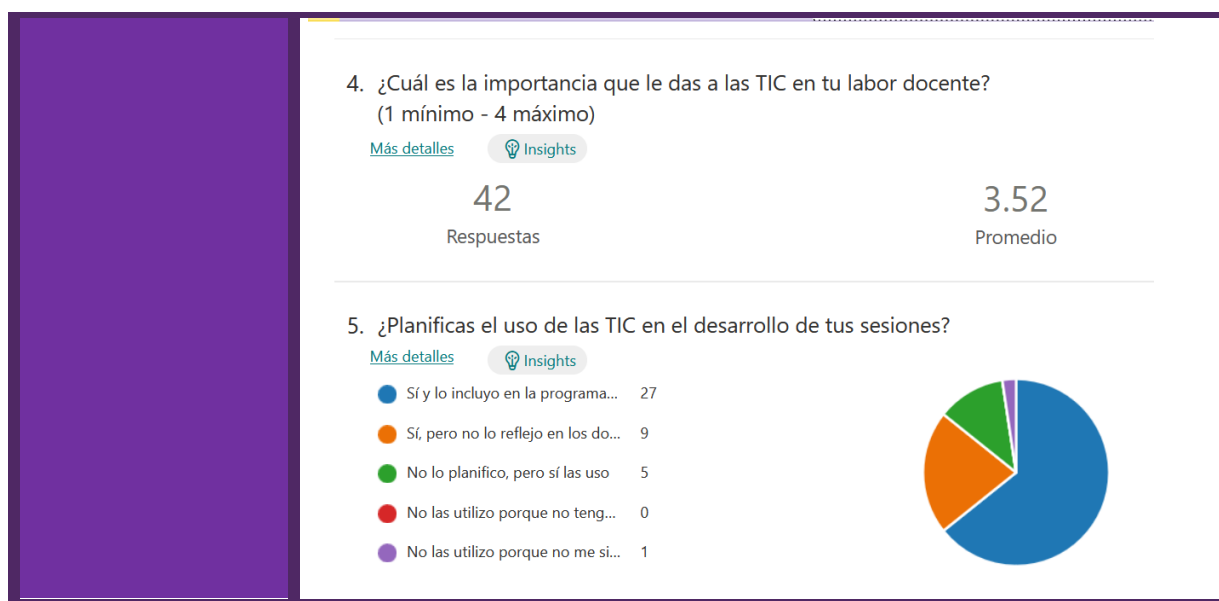 4. ¿Cuál es la importancia que le das a las TIC en tu labor docente?
(1 mínimo - 4 máximo)
Más detalles Insights
42 3.52
Respuestas Promedio
5. ¿Planificas el uso de las TIC en el desarrollo de tus sesiones?
Más detalles Insights
Sí y lo incluyo en la programa... 27
Sí, pero no lo reflejo en los do... 9
No lo planifico, pero sí las uso 5
No las utilizo porque no teng... 0
No las utilizo porque no me si... 1